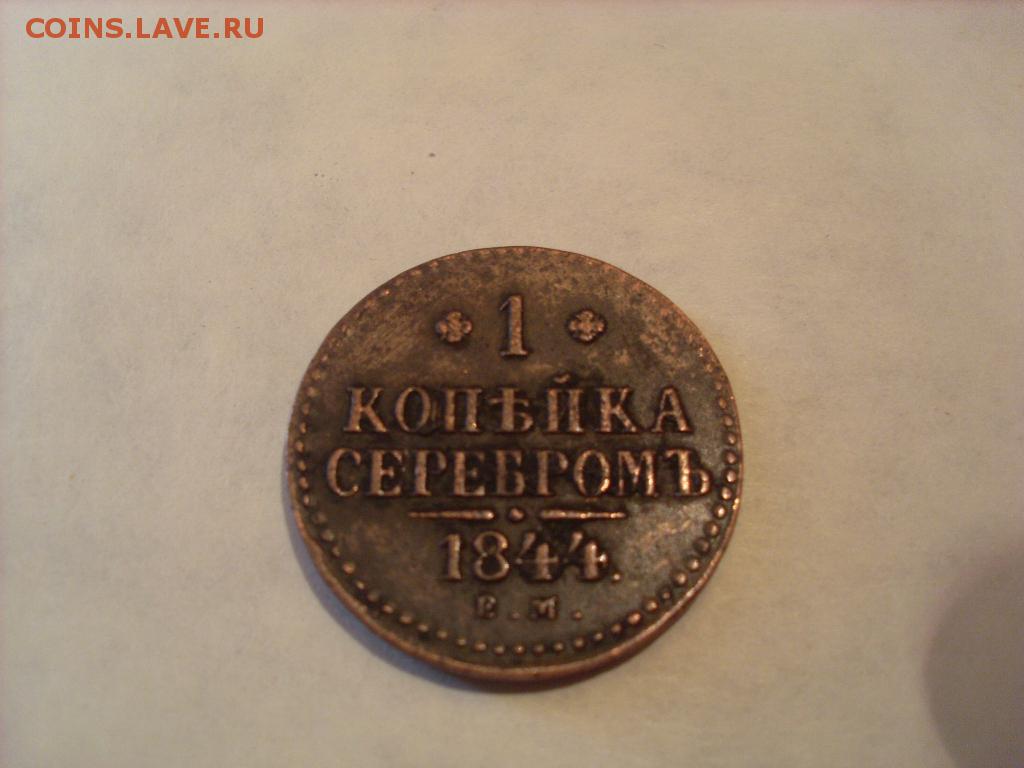 COINS.LAVE.RU
1
КОПѢЙКА
СЕРЕБРОМЪ
1844.
Е.М.